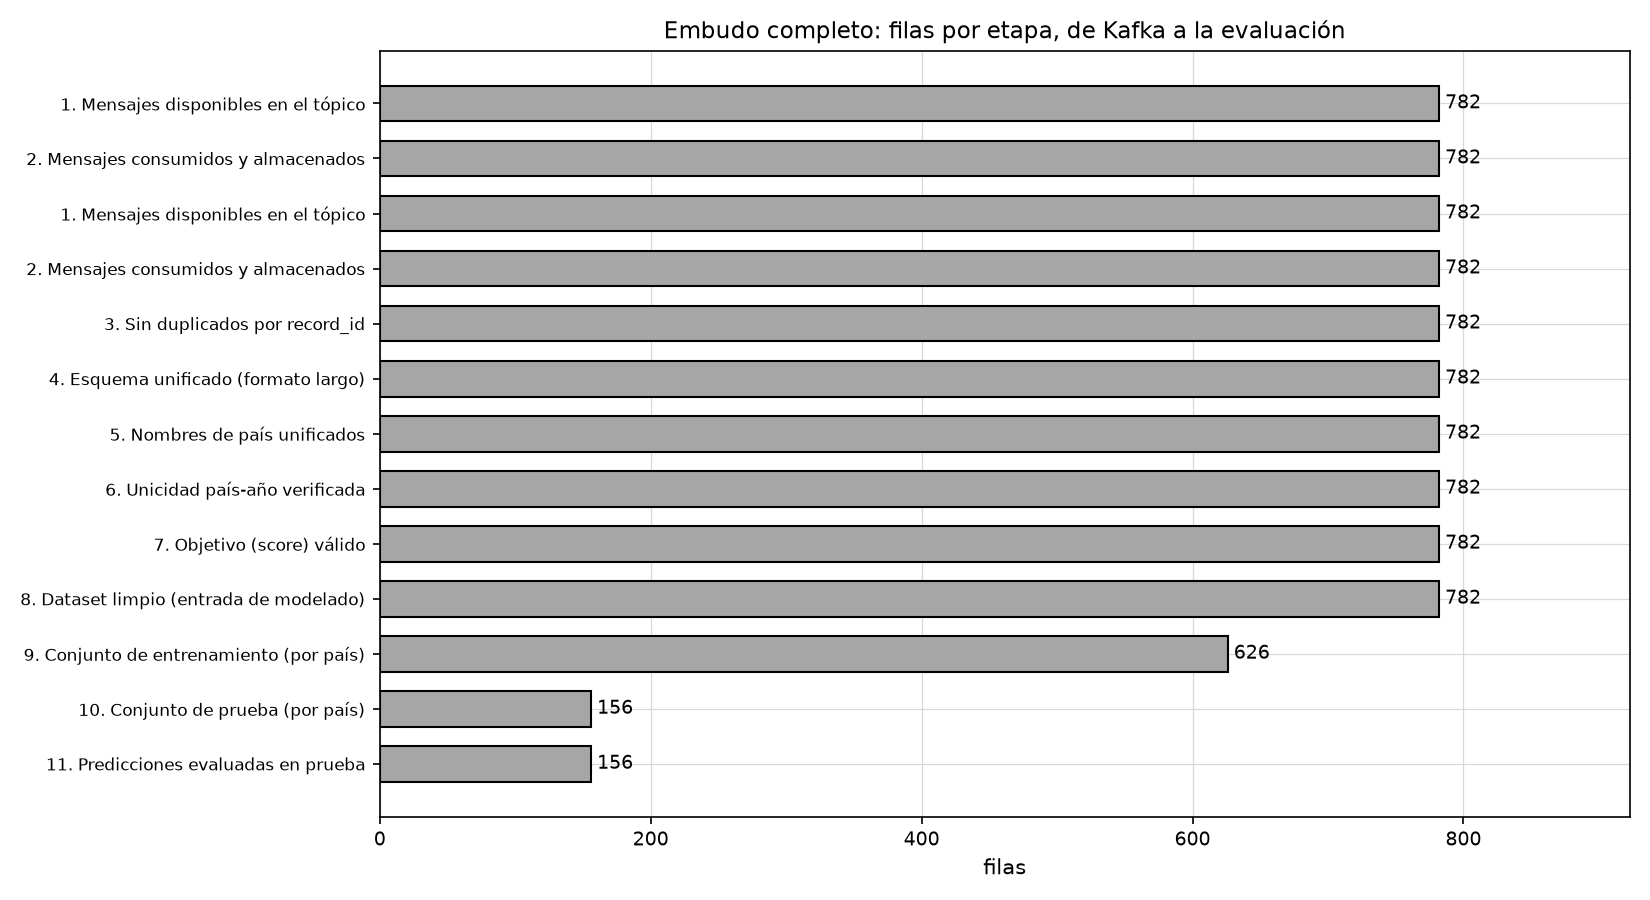 Embudo completo: filas por etapa, de Kafka a la evaluación
1. Mensajes disponibles en el tópico 782
2. Mensajes consumidos y almacenados 782
1. Mensajes disponibles en el tópico 782
2. Mensajes consumidos y almacenados 782
3. Sin duplicados por record_id 782
4. Esquema unificado (formato largo) 782
5. Nombres de país unificados 782
6. Unicidad país-año verificada 782
7. Objetivo (score) válido 782
8. Dataset limpio (entrada de modelado) 782
9. Conjunto de entrenamiento (por país) 626
10. Conjunto de prueba (por país) 156
11. Predicciones evaluadas en prueba 156
0 200 400 600 800
filas